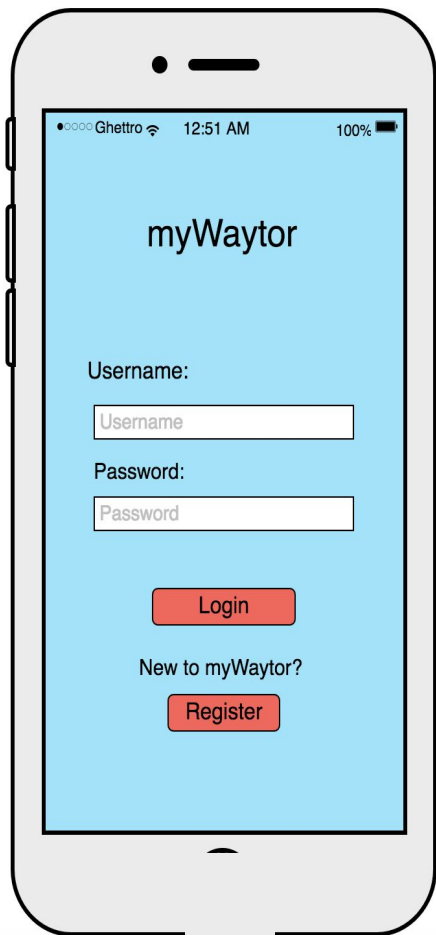 Ghettro 12:51 AM 100%
myWaytor
Username:
Username
Password:
Password
Login
New to myWaytor?
Register